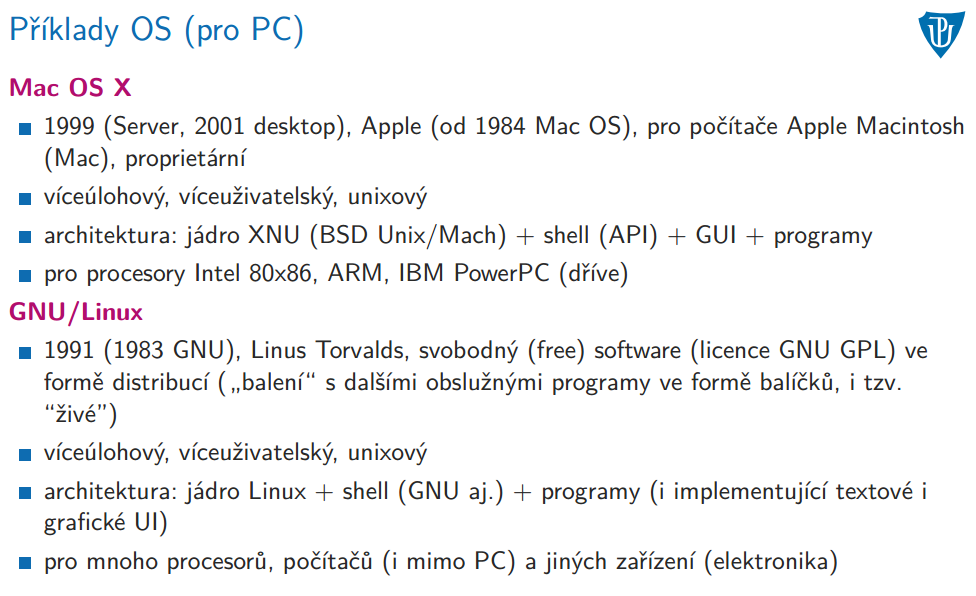 Příklady OS (pro PC)
Mac OS X
1999 (Server, 2001 desktop), Apple (od 1984 Mac OS), pro počítače Apple Macintosh
(Mac), proprietární
víceúlohový, víceuživatelský, unixový
architektura: jádro XNU (BSD Unix/Mach) + shell (API) + GUI + programy
pro procesory Intel 80x86, ARM, IBM PowerPC (dříve)
GNU/Linux
1991 (1983 GNU), Linus Torvalds, svobodný (free) software (licence GNU GPL) ve
formě distribucí („balení“ s dalšími obslužnými programy ve formě balíčků, i tzv.
“živé”)
víceúlohový, víceuživatelský, unixový
architektura: jádro Linux + shell (GNU aj.) + programy (i implementující textové i
grafické UI)
pro mnoho procesorů, počítačů (i mimo PC) a jiných zařízení (elektronika)